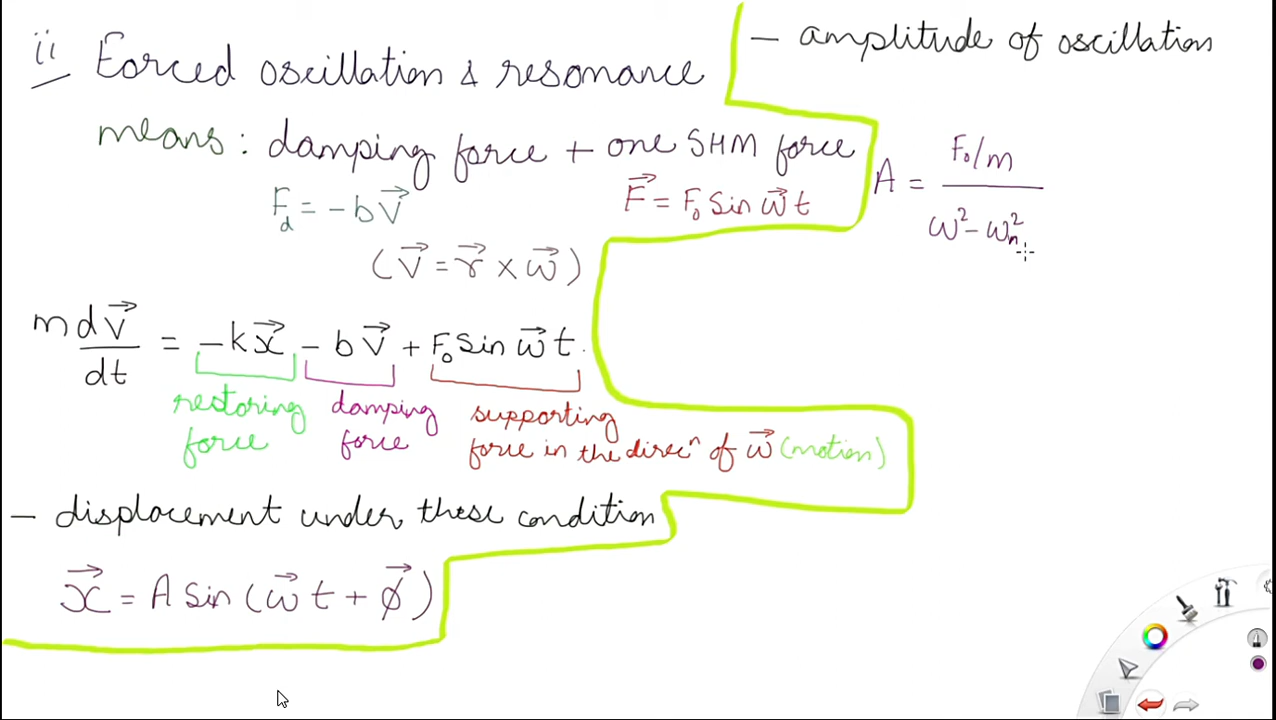 ii Forced oscillation & resonance
means: damping force + one SHM force
F_d = -bV⃗
F⃗ = F₀ Sin ω⃗ t
(V⃗ = r⃗ × ω⃗)
m dV⃗/dt = -kx⃗ - bV⃗ + F₀ Sin ω⃗ t
restoring force
damping force
supporting force in the direcⁿ of ω⃗ (motion)
- displacement under these condition
x⃗ = A Sin (ω⃗ t + ϕ⃗)
- amplitude of oscillation
A = F₀/m / ω² - ωₙ²